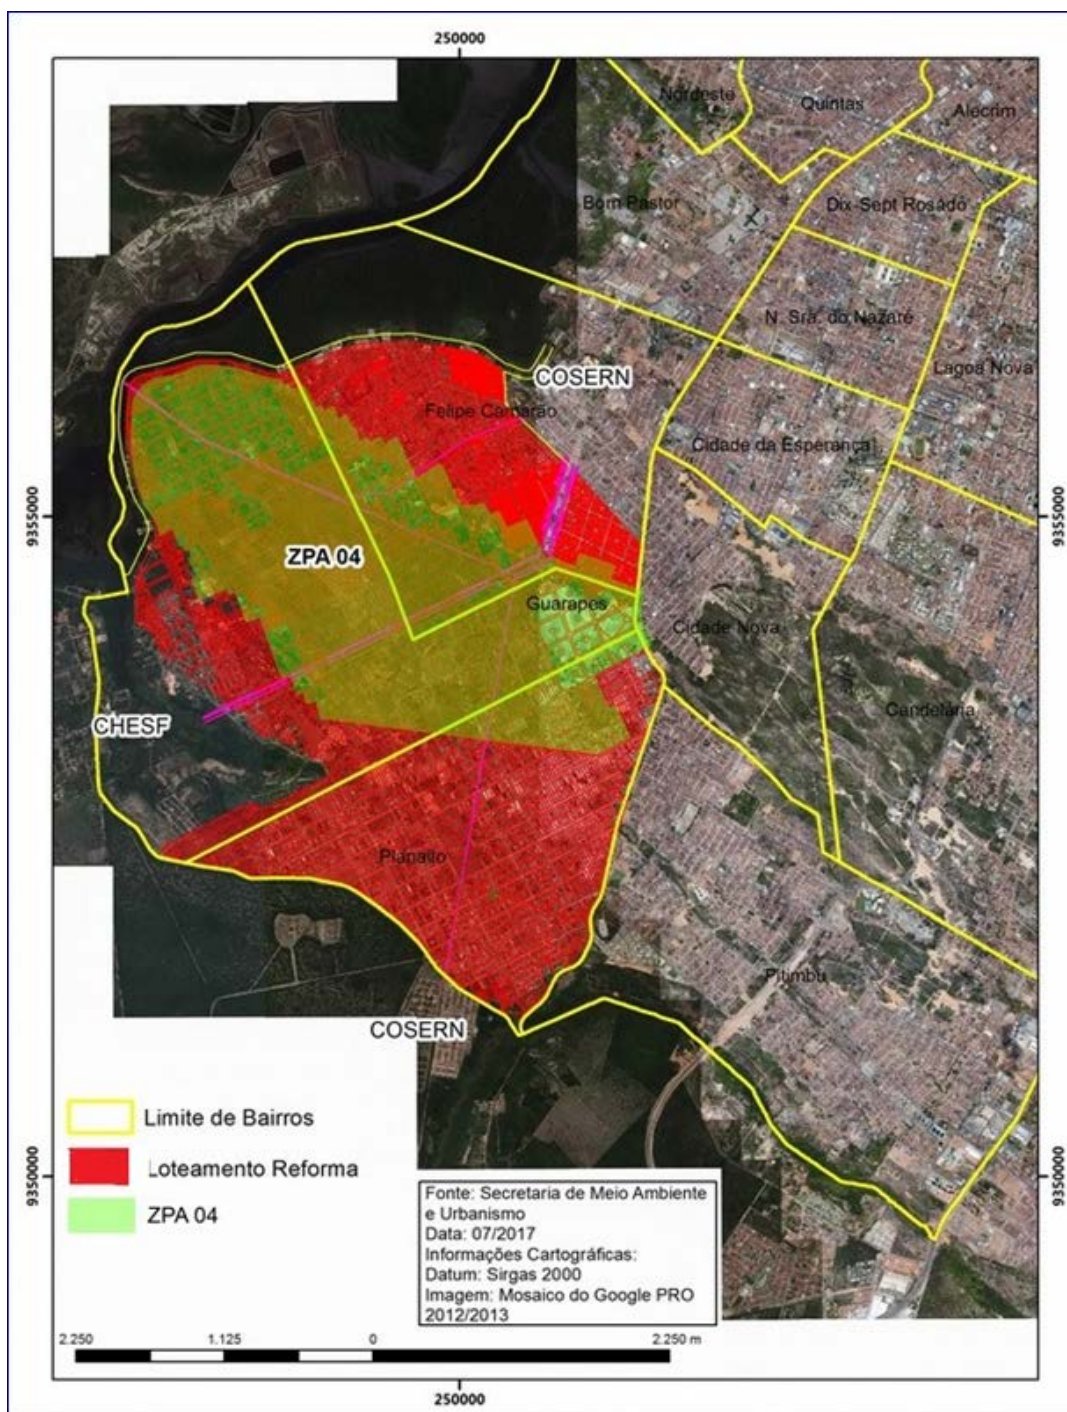 250000
Nordeste
Quintas
Alecrim
Bom Pastor
Dix-Sept Rosado
N. Sra. do Nazaré
Lagoa Nova
COSERN
Felipe Camarão
Cidade da Esperança
9355000
9355000
ZPA 04
Guarapes
Cidade Nova
CHESF
Candelária
Planalto
Pitimbu
COSERN
Limite de Bairros
Loteamento Reforma
ZPA 04
9350000
9350000
Fonte: Secretaria de Meio Ambiente
e Urbanismo
Data: 07/2017
Informações Cartográficas:
Datum: Sirgas 2000
Imagem: Mosaico do Google PRO
2012/2013
2.250 1.125 0 2.250 m
250000